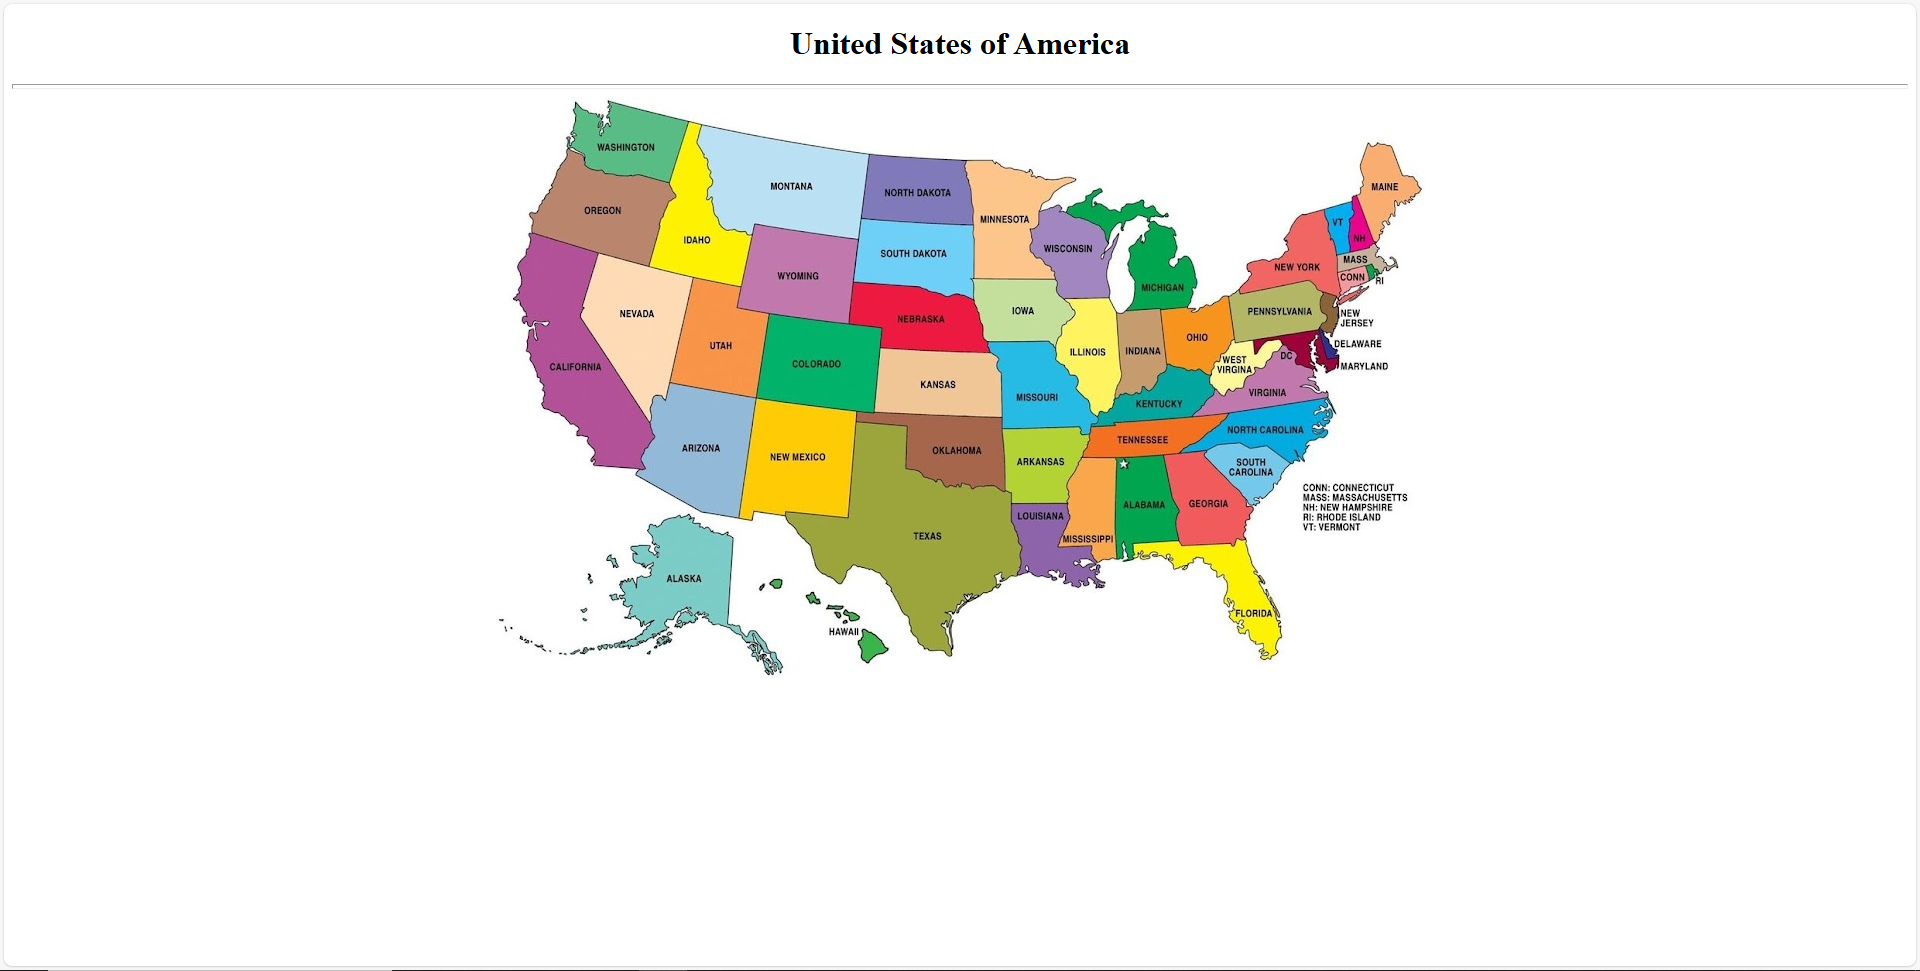 United States of America
WASHINGTON
OREGON
IDAHO
MONTANA
NORTH DAKOTA
MINNESOTA
SOUTH DAKOTA
WISCONSIN
WYOMING
MICHIGAN
MAINE
VT
NH
MASS
NEW YORK
CONN
RI
NEVADA
UTAH
COLORADO
NEBRASKA
IOWA
ILLINOIS
INDIANA
OHIO
PENNSYLVANIA
NEW
JERSEY
DELAWARE
MARYLAND
DC
WEST
VIRGINA
VIRGINIA
CALIFORNIA
KANSAS
MISSOURI
KENTUCKY
ARIZONA
NEW MEXICO
OKLAHOMA
ARKANSAS
TENNESSEE
NORTH CAROLINA
SOUTH
CAROLINA
TEXAS
LOUISIANA
MISSISSIPPI
ALABAMA
GEORGIA
FLORIDA
ALASKA
HAWAII
CONN: CONNECTICUT
MASS: MASSACHUSETTS
NH: NEW HAMPSHIRE
RI: RHODE ISLAND
VT: VERMONT